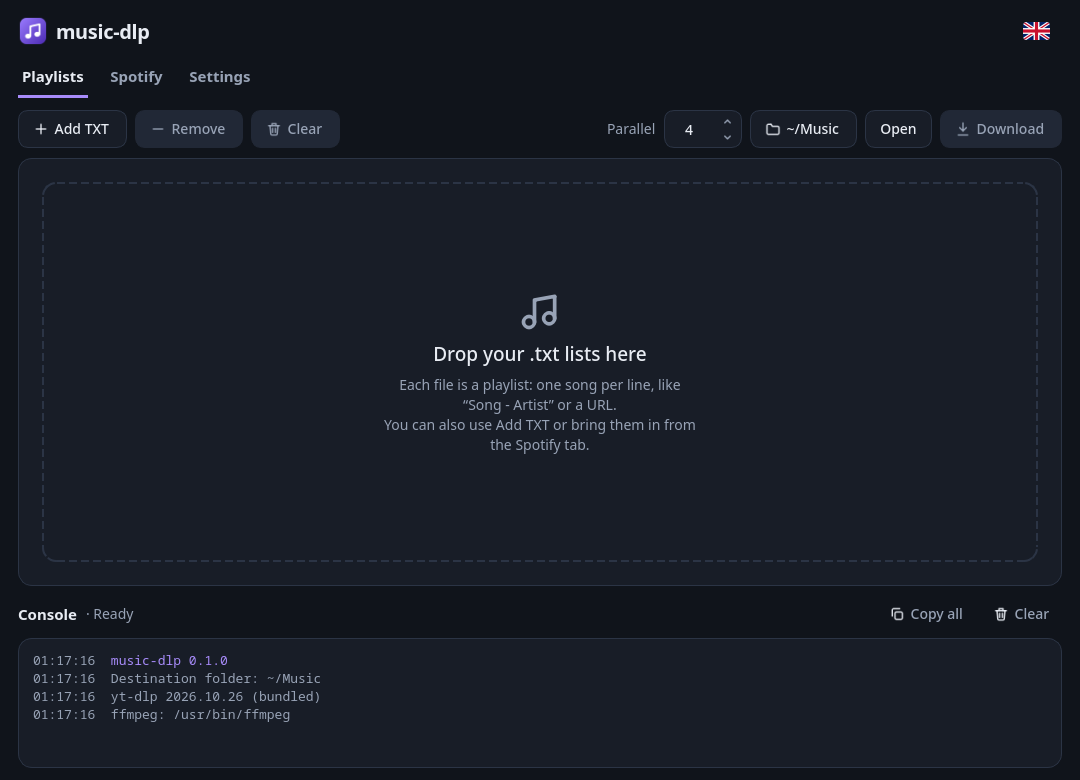 music-dlp
Playlists Spotify Settings
Add TXT Remove Clear Parallel 4 ~/Music Open Download
Drop your .txt lists here
Each file is a playlist: one song per line, like
“Song - Artist” or a URL.
You can also use Add TXT or bring them in from
the Spotify tab.
Console · Ready Copy all Clear
01:17:16 music-dlp 0.1.0
01:17:16 Destination folder: ~/Music
01:17:16 yt-dlp 2026.10.26 (bundled)
01:17:16 ffmpeg: /usr/bin/ffmpeg